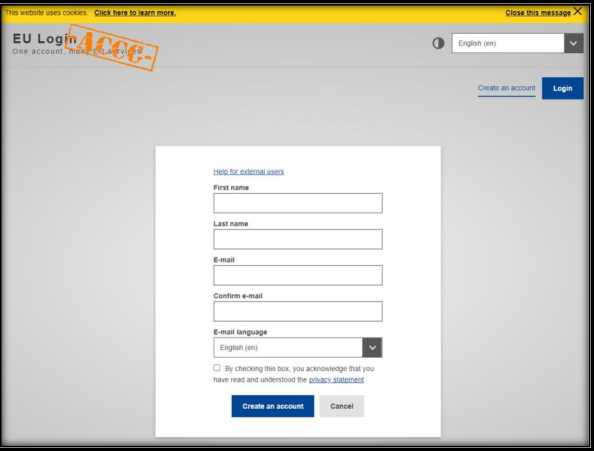 This website uses cookies. Click here to learn more. Close this message
EU Login
One account, many EU services
-Acce-
English (en)
Create an account Login
Help for external users
First name
Last name
E-mail
Confirm e-mail
E-mail language
English (en)
By checking this box, you acknowledge that you
have read and understood the privacy statement
Create an account Cancel